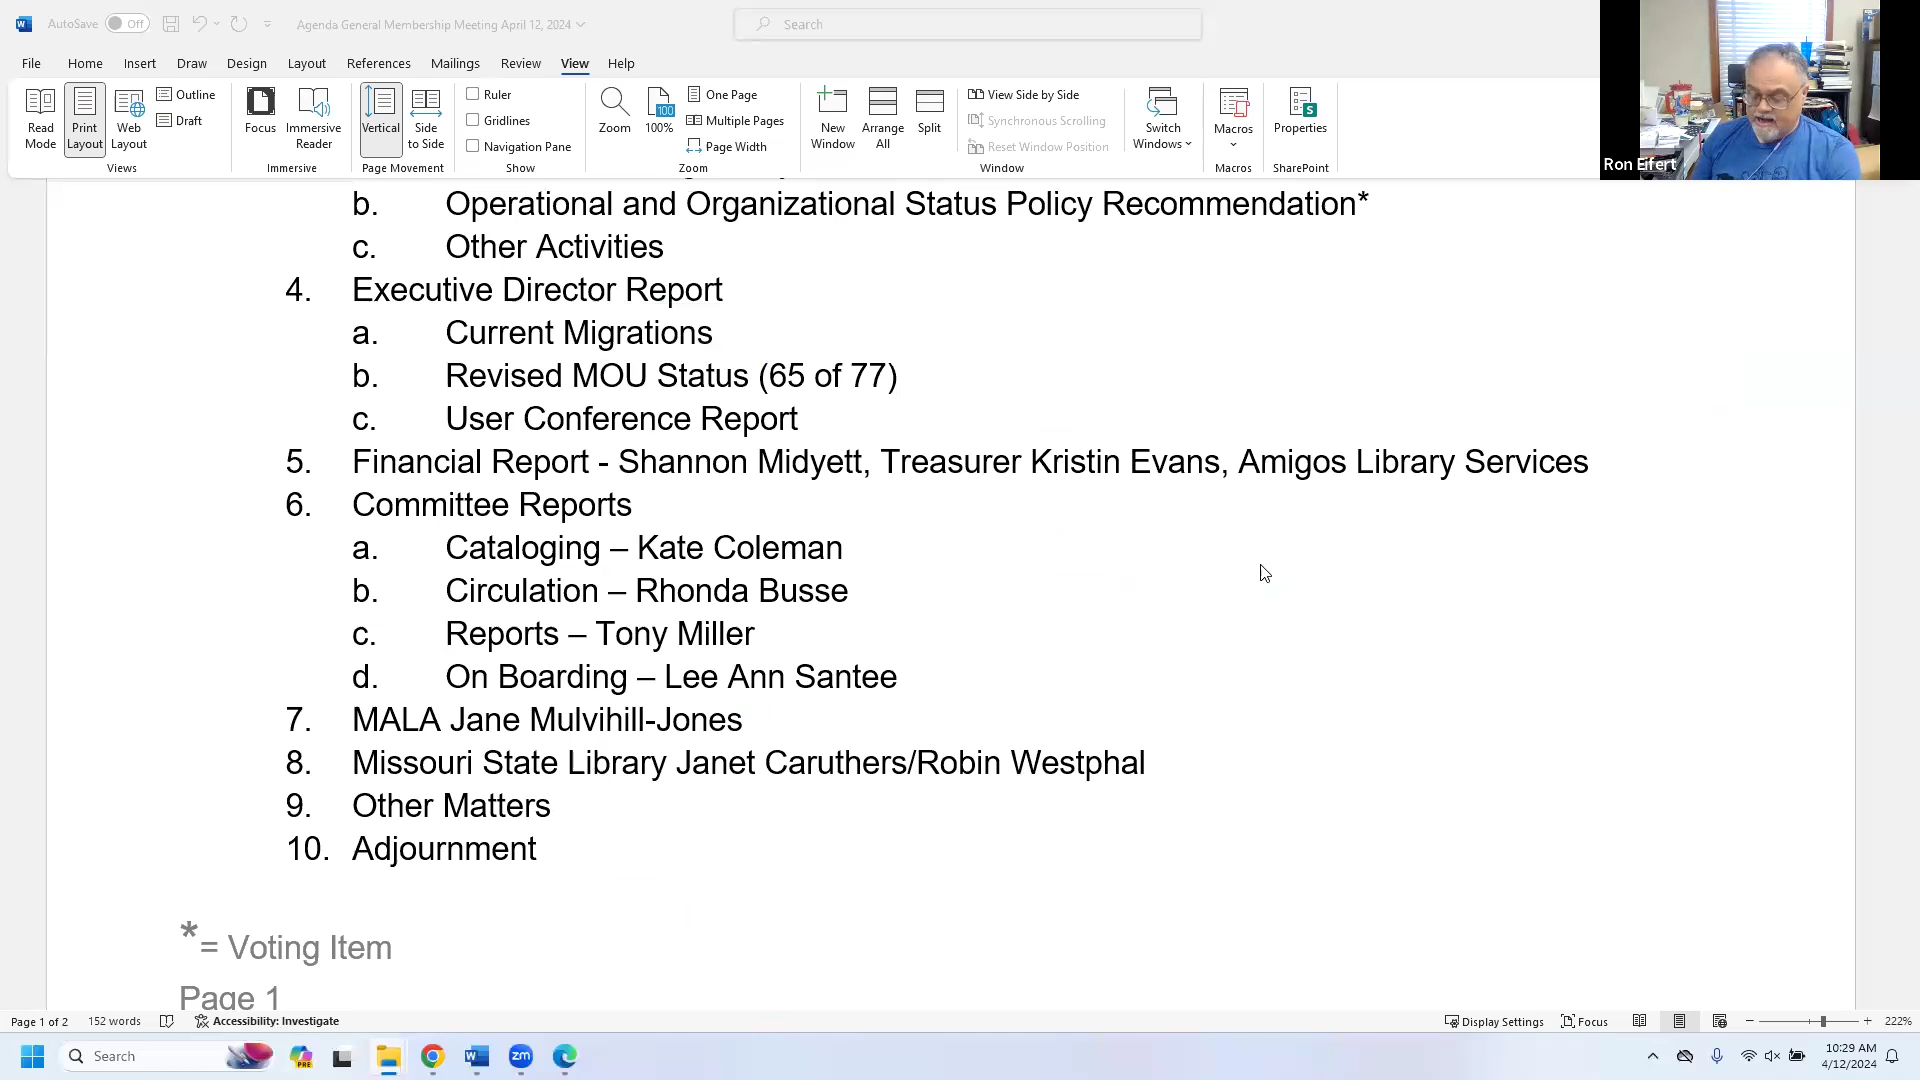 AutoSave Off Agenda General Membership Meeting April 12, 2024 Search
File Home Insert Draw Design Layout References Mailings Review View Help
Read Mode Print Layout Web Layout Outline Draft Views
Focus Immersive Reader Immersive
Vertical Side to Side Page Movement
Ruler Gridlines Navigation Pane Show
Zoom 100% One Page Multiple Pages Page Width Zoom
New Window Arrange All Split View Side by Side Synchronous Scrolling Reset Window Position Switch Windows Window
Macros Macros
Properties SharePoint
Ron Eifert
b. Operational and Organizational Status Policy Recommendation*
c. Other Activities
4. Executive Director Report
a. Current Migrations
b. Revised MOU Status (65 of 77)
c. User Conference Report
5. Financial Report - Shannon Midyett, Treasurer Kristin Evans, Amigos Library Services
6. Committee Reports
a. Cataloging – Kate Coleman
b. Circulation – Rhonda Busse
c. Reports – Tony Miller
d. On Boarding – Lee Ann Santee
7. MALA Jane Mulvihill-Jones
8. Missouri State Library Janet Caruthers/Robin Westphal
9. Other Matters
10. Adjournment
*= Voting Item
Page 1
Page 1 of 2 152 words Accessibility: Investigate Display Settings Focus 222%
Search 10:29 AM
4/12/2024